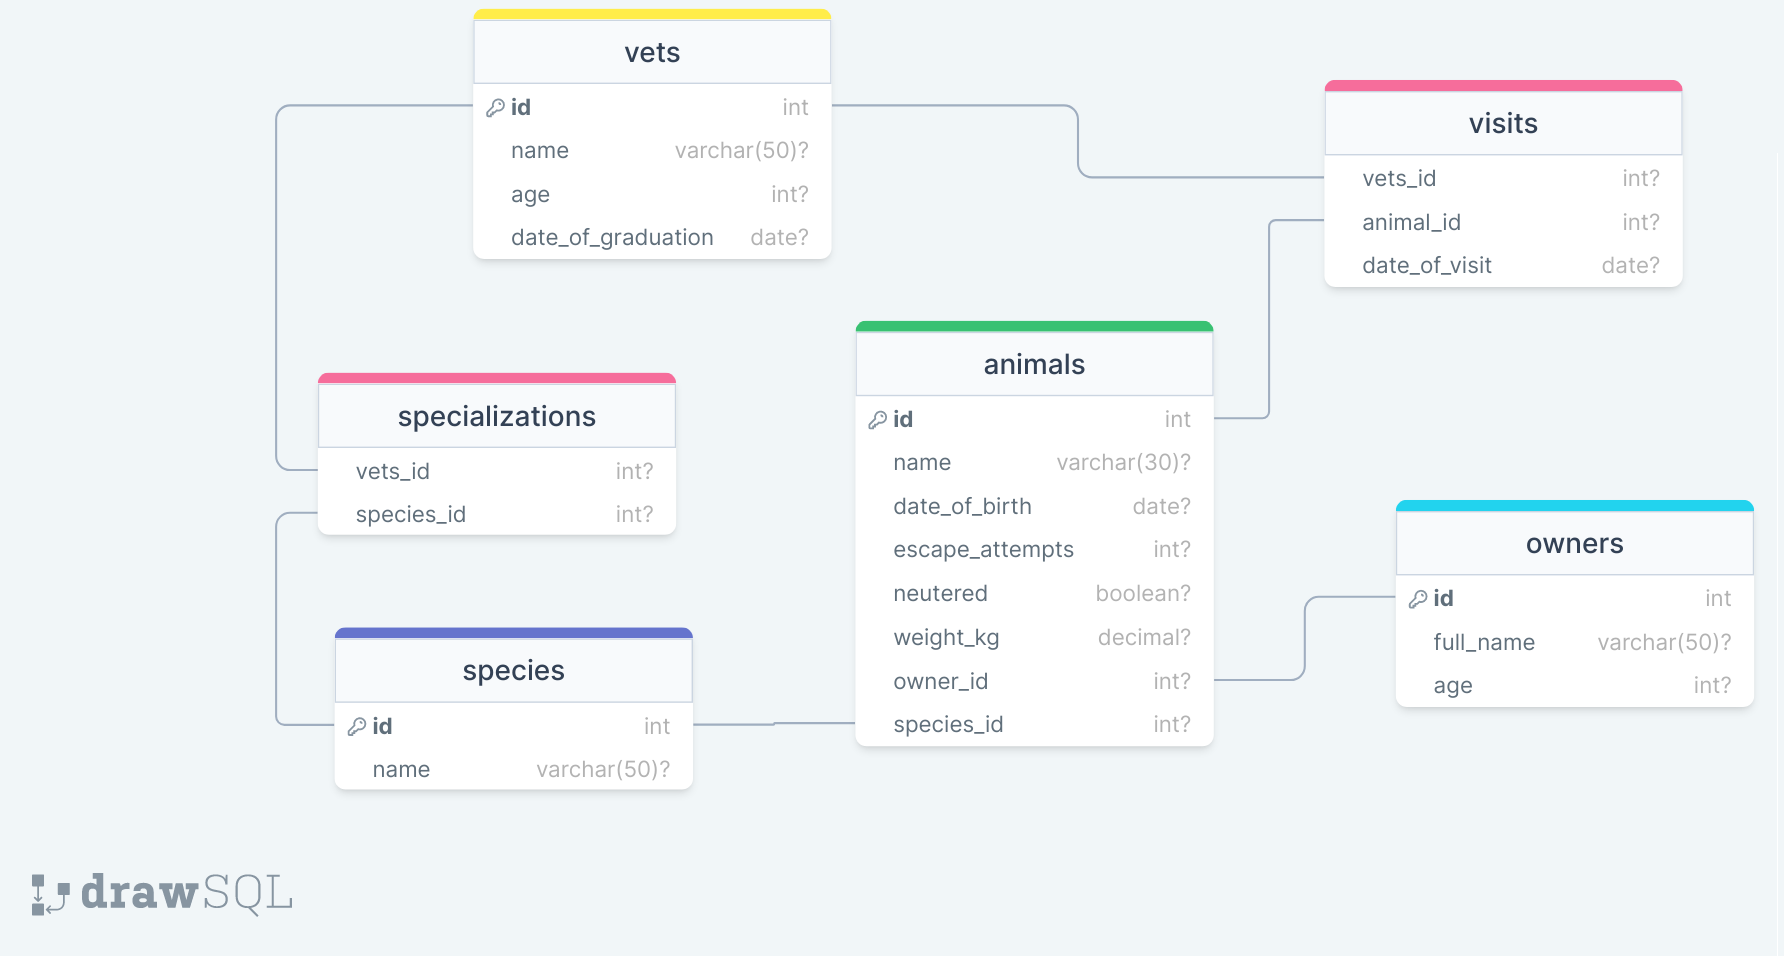 vets
id int
name varchar(50)?
age int?
date_of_graduation date?
visits
vets_id int?
animal_id int?
date_of_visit date?
specializations
vets_id int?
species_id int?
animals
id int
name varchar(30)?
date_of_birth date?
escape_attempts int?
neutered boolean?
weight_kg decimal?
owner_id int?
species_id int?
owners
id int
full_name varchar(50)?
age int?
species
id int
name varchar(50)?
drawSQL